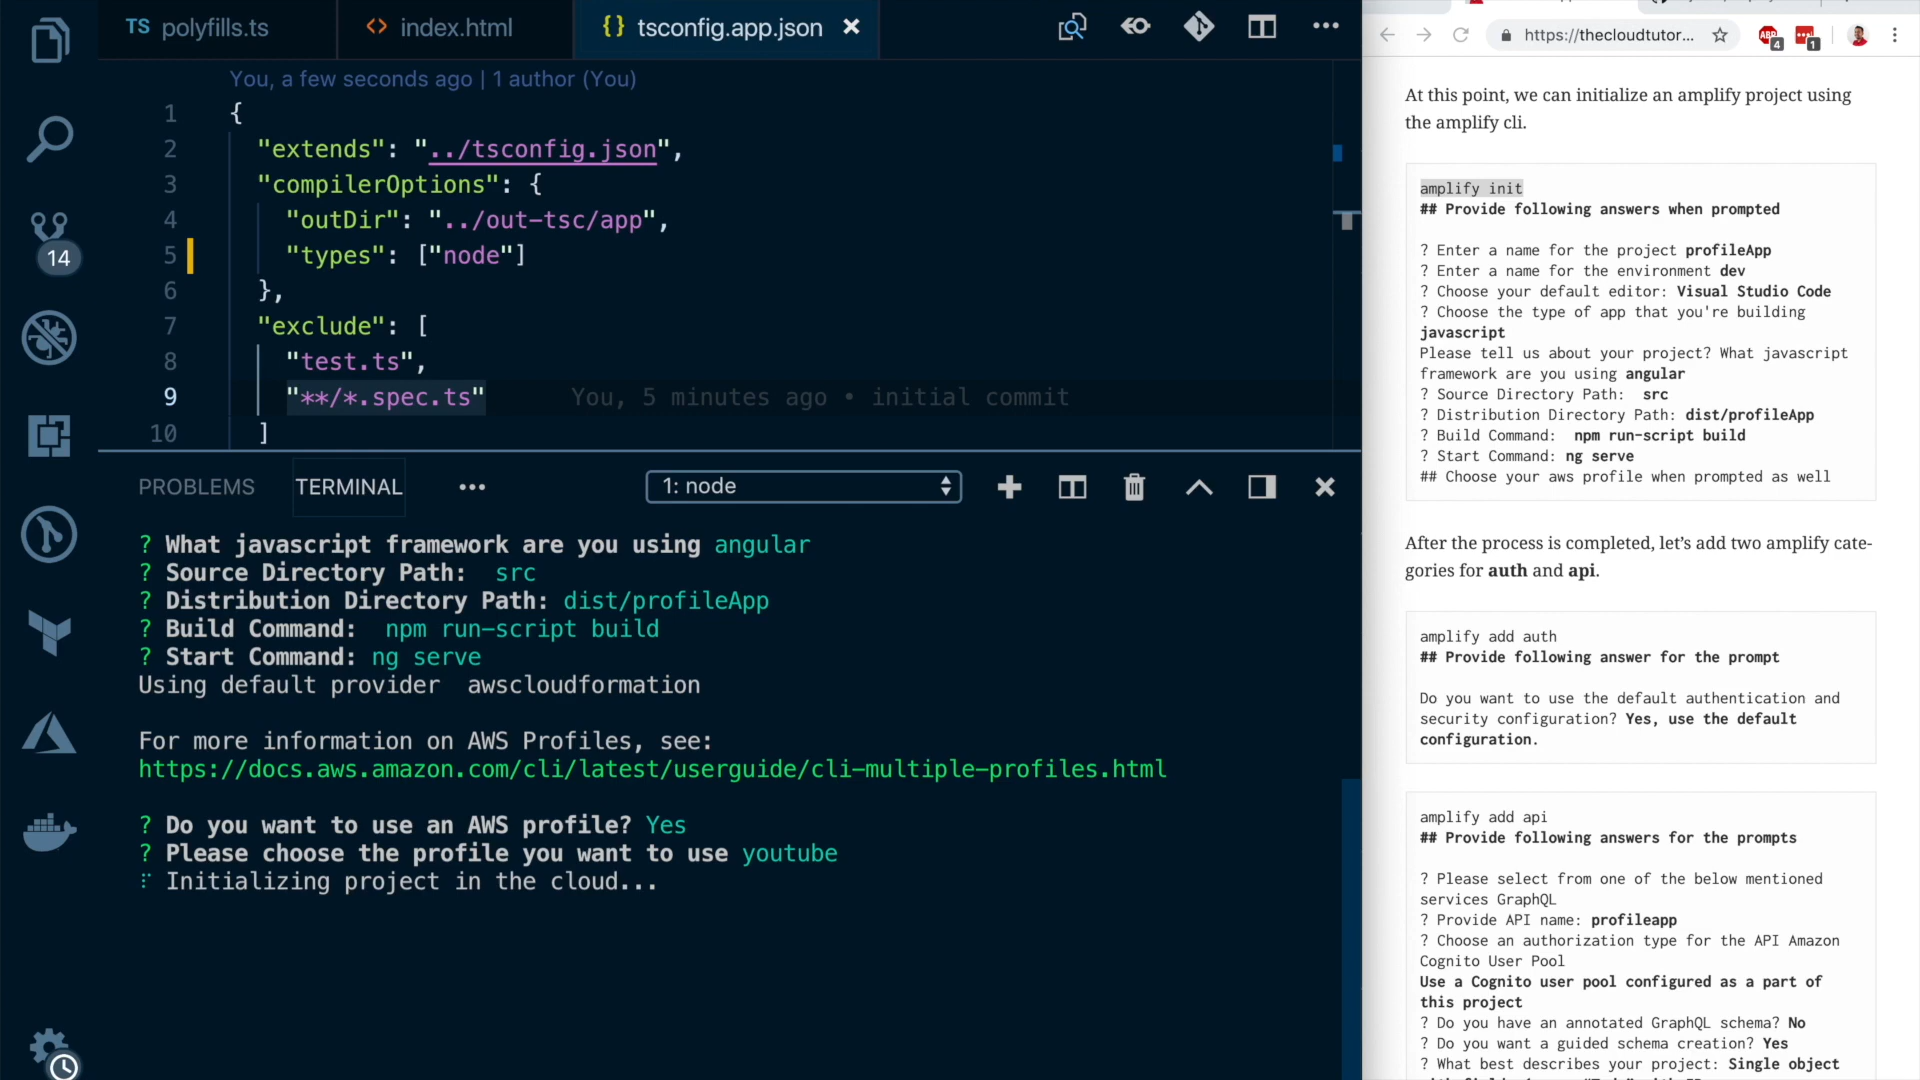 TS polyfills.ts
<> index.html
{} tsconfig.app.json ×
You, a few seconds ago | 1 author (You)
1 {
2 "extends": "../tsconfig.json",
3 "compilerOptions": {
4 "outDir": "../out-tsc/app",
5 "types": ["node"]
6 },
7 "exclude": [
8 "test.ts",
9 "**/*.spec.ts" You, 5 minutes ago • initial commit
10 ]
14
PROBLEMS TERMINAL ••• 1: node
? What javascript framework are you using angular
? Source Directory Path: src
? Distribution Directory Path: dist/profileApp
? Build Command: npm run-script build
? Start Command: ng serve
Using default provider awscloudformation
For more information on AWS Profiles, see:
https://docs.aws.amazon.com/cli/latest/userguide/cli-multiple-profiles.html
? Do you want to use an AWS profile? Yes
? Please choose the profile you want to use youtube
Initializing project in the cloud...
https://thecloudtutor...
ABP
4
1
At this point, we can initialize an amplify project using
the amplify cli.
amplify init
## Provide following answers when prompted
? Enter a name for the project profileApp
? Enter a name for the environment dev
? Choose your default editor: Visual Studio Code
? Choose the type of app that you're building
javascript
Please tell us about your project? What javascript
framework are you using angular
? Source Directory Path: src
? Distribution Directory Path: dist/profileApp
? Build Command: npm run-script build
? Start Command: ng serve
## Choose your aws profile when prompted as well
After the process is completed, let's add two amplify cate-
gories for auth and api.
amplify add auth
## Provide following answer for the prompt
Do you want to use the default authentication and
security configuration? Yes, use the default
configuration.
amplify add api
## Provide following answers for the prompts
? Please select from one of the below mentioned
services GraphQL
? Provide API name: profileapp
? Choose an authorization type for the API Amazon
Cognito User Pool
Use a Cognito user pool configured as a part of
this project
? Do you have an annotated GraphQL schema? No
? Do you want a guided schema creation? Yes
? What best describes your project: Single object